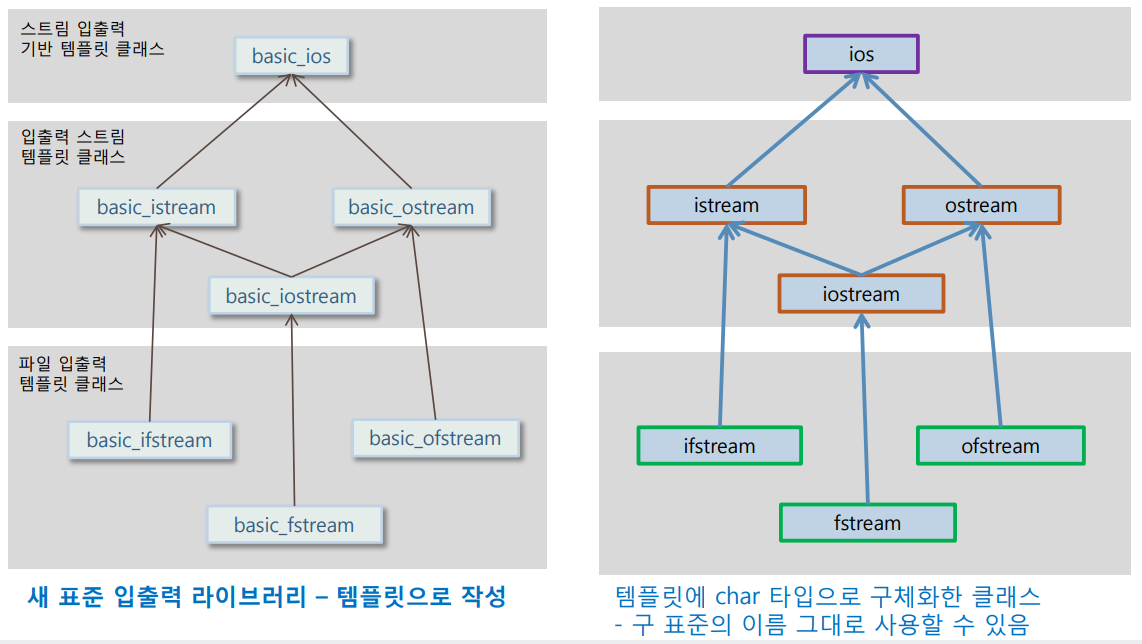 스트림 입출력
기반 템플릿 클래스
basic_ios
입출력 스트림
템플릿 클래스
basic_istream
basic_ostream
basic_iostream
파일 입출력
템플릿 클래스
basic_ifstream
basic_ofstream
basic_fstream
새 표준 입출력 라이브러리 – 템플릿으로 작성
ios
istream
ostream
iostream
ifstream
ofstream
fstream
템플릿에 char 타입으로 구체화한 클래스
- 구 표준의 이름 그대로 사용할 수 있음